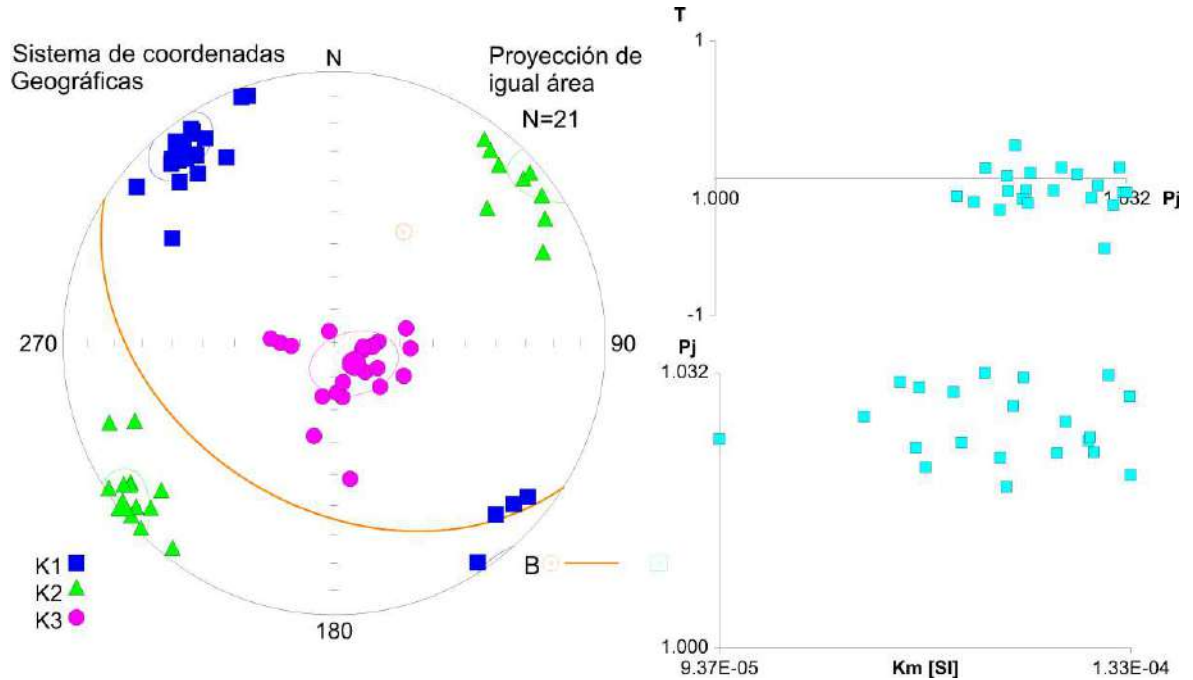 Sistema de coordenadas
Geográficas
N
Proyección de
igual área
N=21
270
90
180
K1
K2
K3
B
T
1
1.000
1.032
Pj
-1
Pj
1.032
1.000
9.37E-05
Km [SI]
1.33E-04